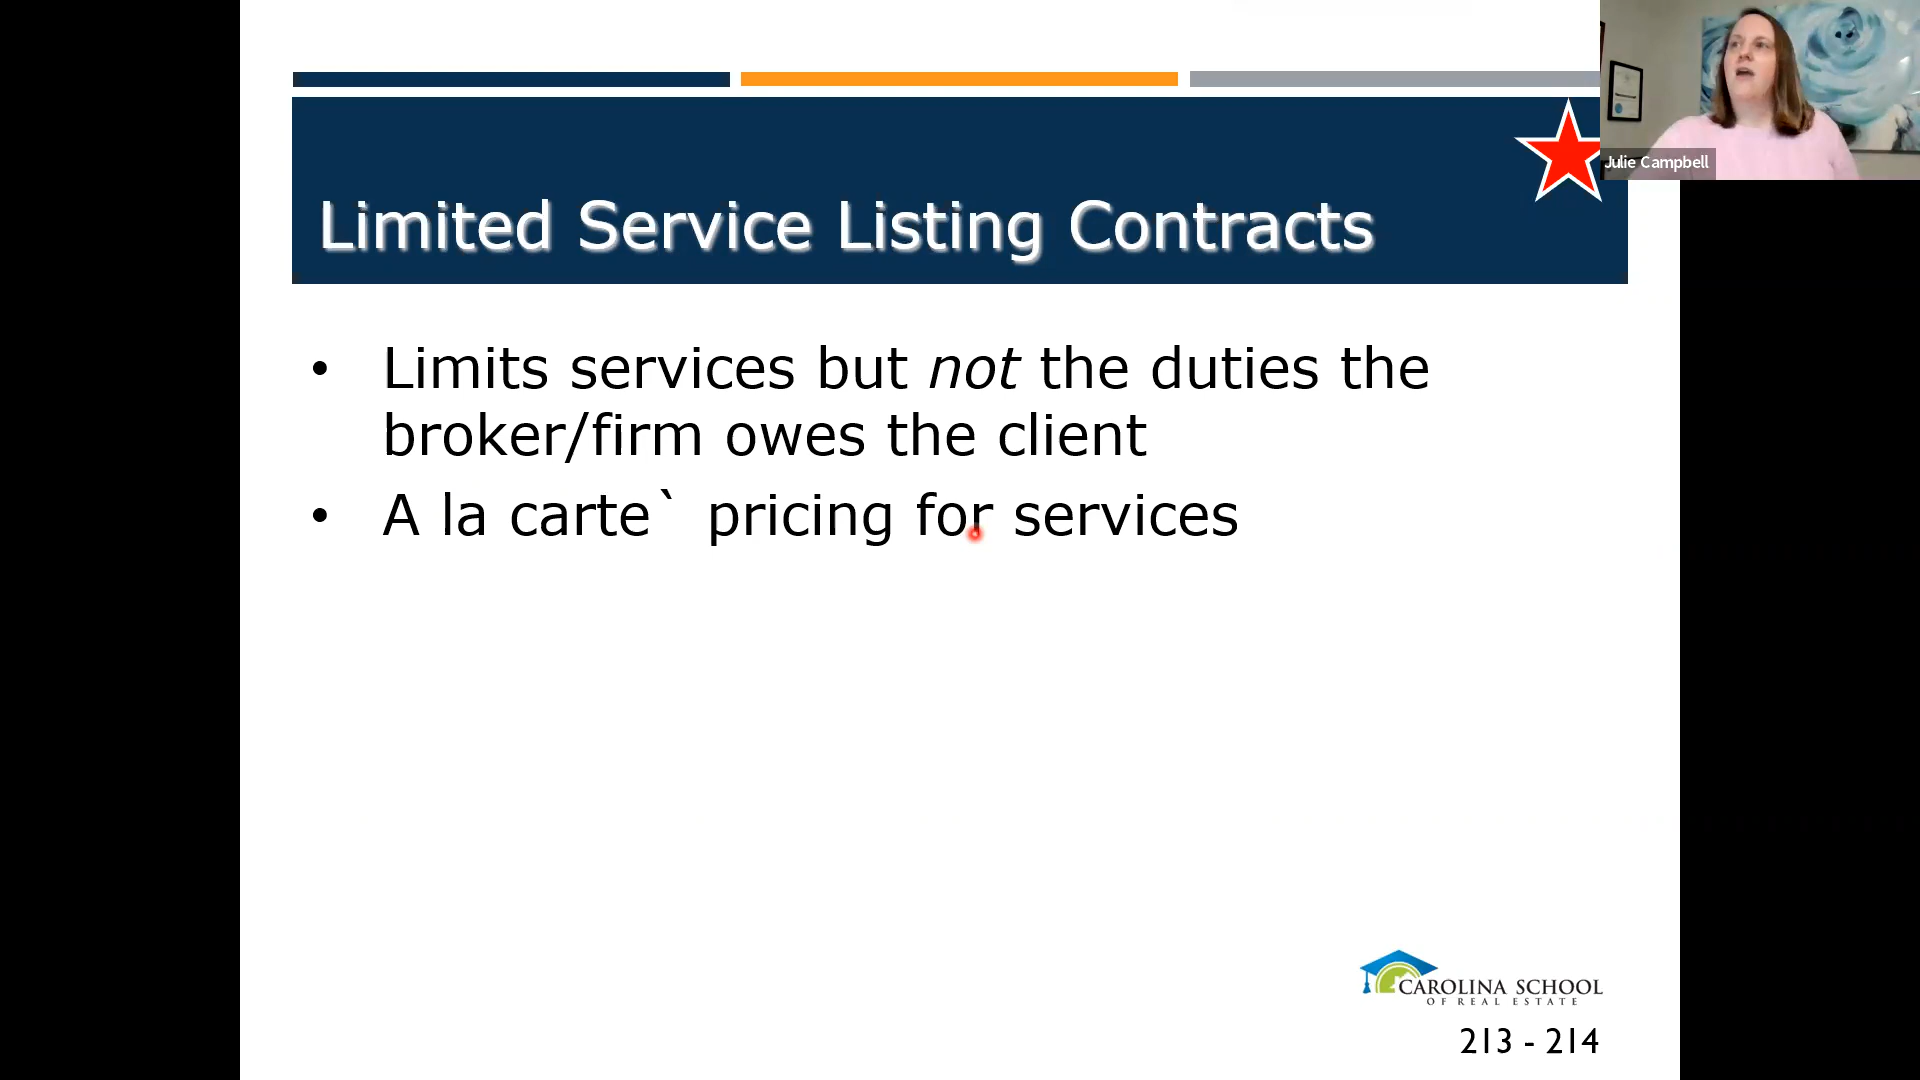 Julie Campbell
Limited Service Listing Contracts
• Limits services but not the duties the
broker/firm owes the client
• A la carte` pricing for services
CAROLINA SCHOOL
OF REAL ESTATE
213 - 214